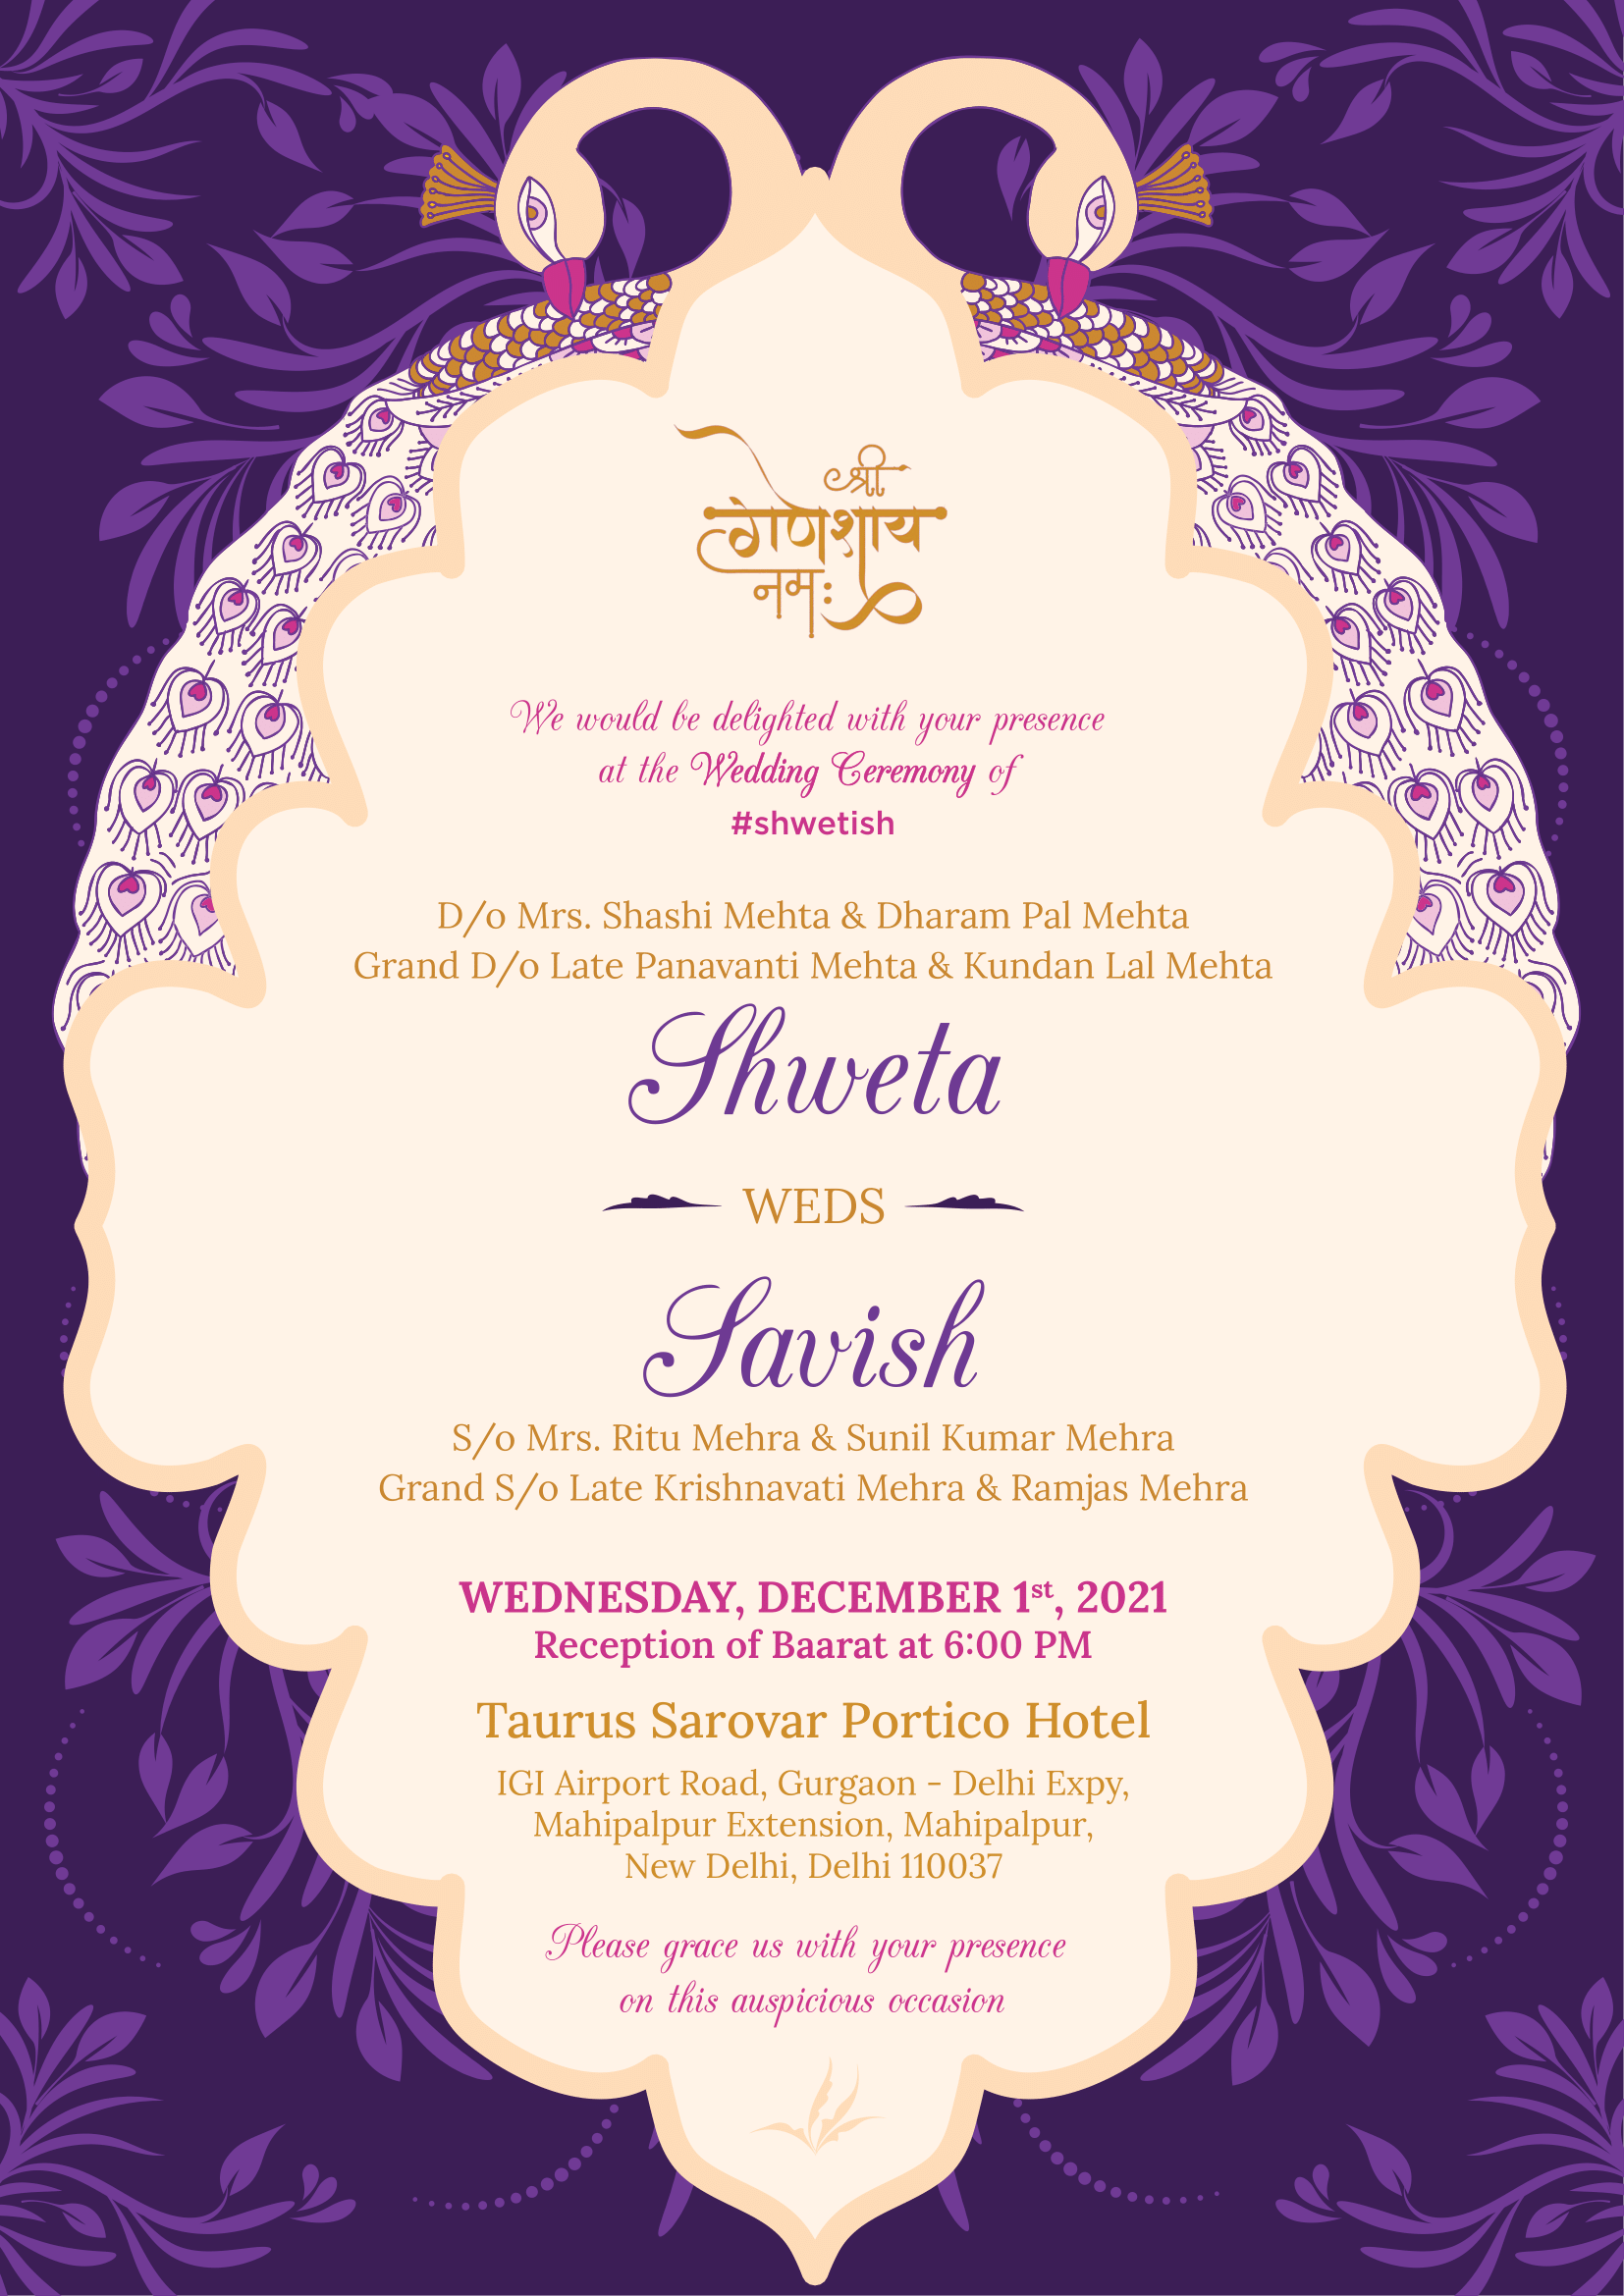 श्री
गणेशाय
नमः
We would be delighted with your presence
at the Wedding Ceremony of
#shwetish
D/o Mrs. Shashi Mehta & Dharam Pal Mehta
Grand D/o Late Panavanti Mehta & Kundan Lal Mehta
Shweta
WEDS
Savish
S/o Mrs. Ritu Mehra & Sunil Kumar Mehra
Grand S/o Late Krishnavati Mehra & Ramjas Mehra
WEDNESDAY, DECEMBER 1st, 2021
Reception of Baarat at 6:00 PM
Taurus Sarovar Portico Hotel
IGI Airport Road, Gurgaon - Delhi Expy,
Mahipalpur Extension, Mahipalpur,
New Delhi, Delhi 110037
Please grace us with your presence
on this auspicious occasion